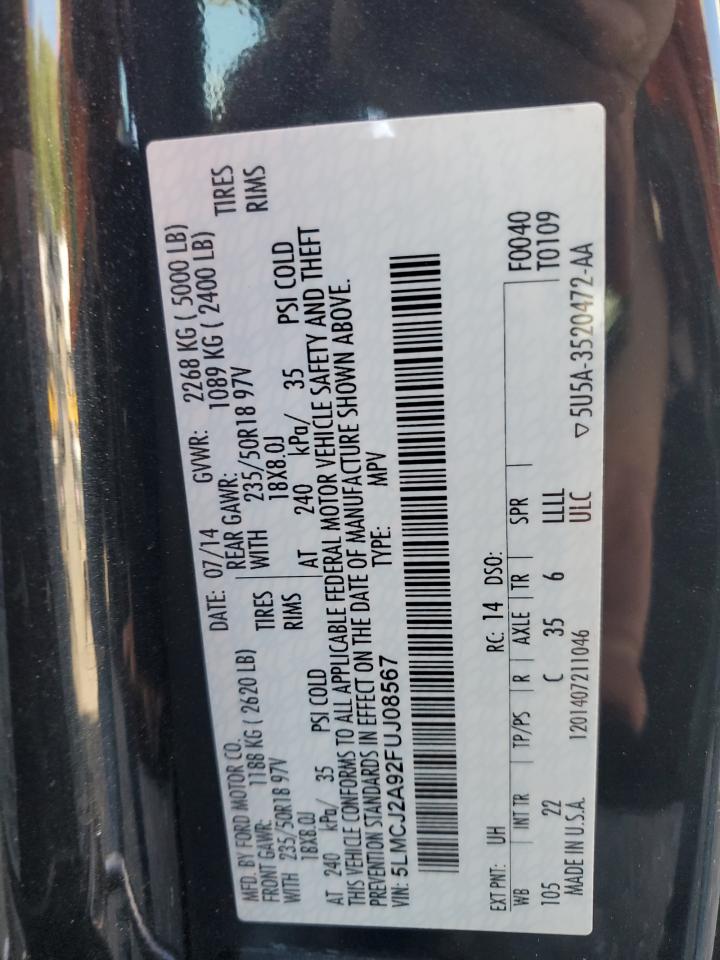 MFD. BY FORD MOTOR CO.
DATE: 07/14 GVWR: 2268 KG ( 5000 LB)
FRONT GAWR: 1188 KG ( 2620 LB) REAR GAWR: 1089 KG ( 2400 LB)
WITH 235/50R18 97V TIRES WITH 235/50R18 97V TIRES
18X8.0J RIMS 18X8.0J RIMS
AT 240 kPa/ 35 PSI COLD AT 240 kPa/ 35 PSI COLD
THIS VEHICLE CONFORMS TO ALL APPLICABLE FEDERAL MOTOR VEHICLE SAFETY AND THEFT
PREVENTION STANDARDS IN EFFECT ON THE DATE OF MANUFACTURE SHOWN ABOVE.
VIN: 5LMCJ2A92FUJ08567 TYPE: MPV
EXT PNT: UH RC: 14 DSO: F0040
WB INT TR TP/PS R AXLE TR SPR T0109
105 22 C 35 6 LLLL
MADE IN U.S.A. 1201407211046 ULC ▽5U5A-3520472-AA